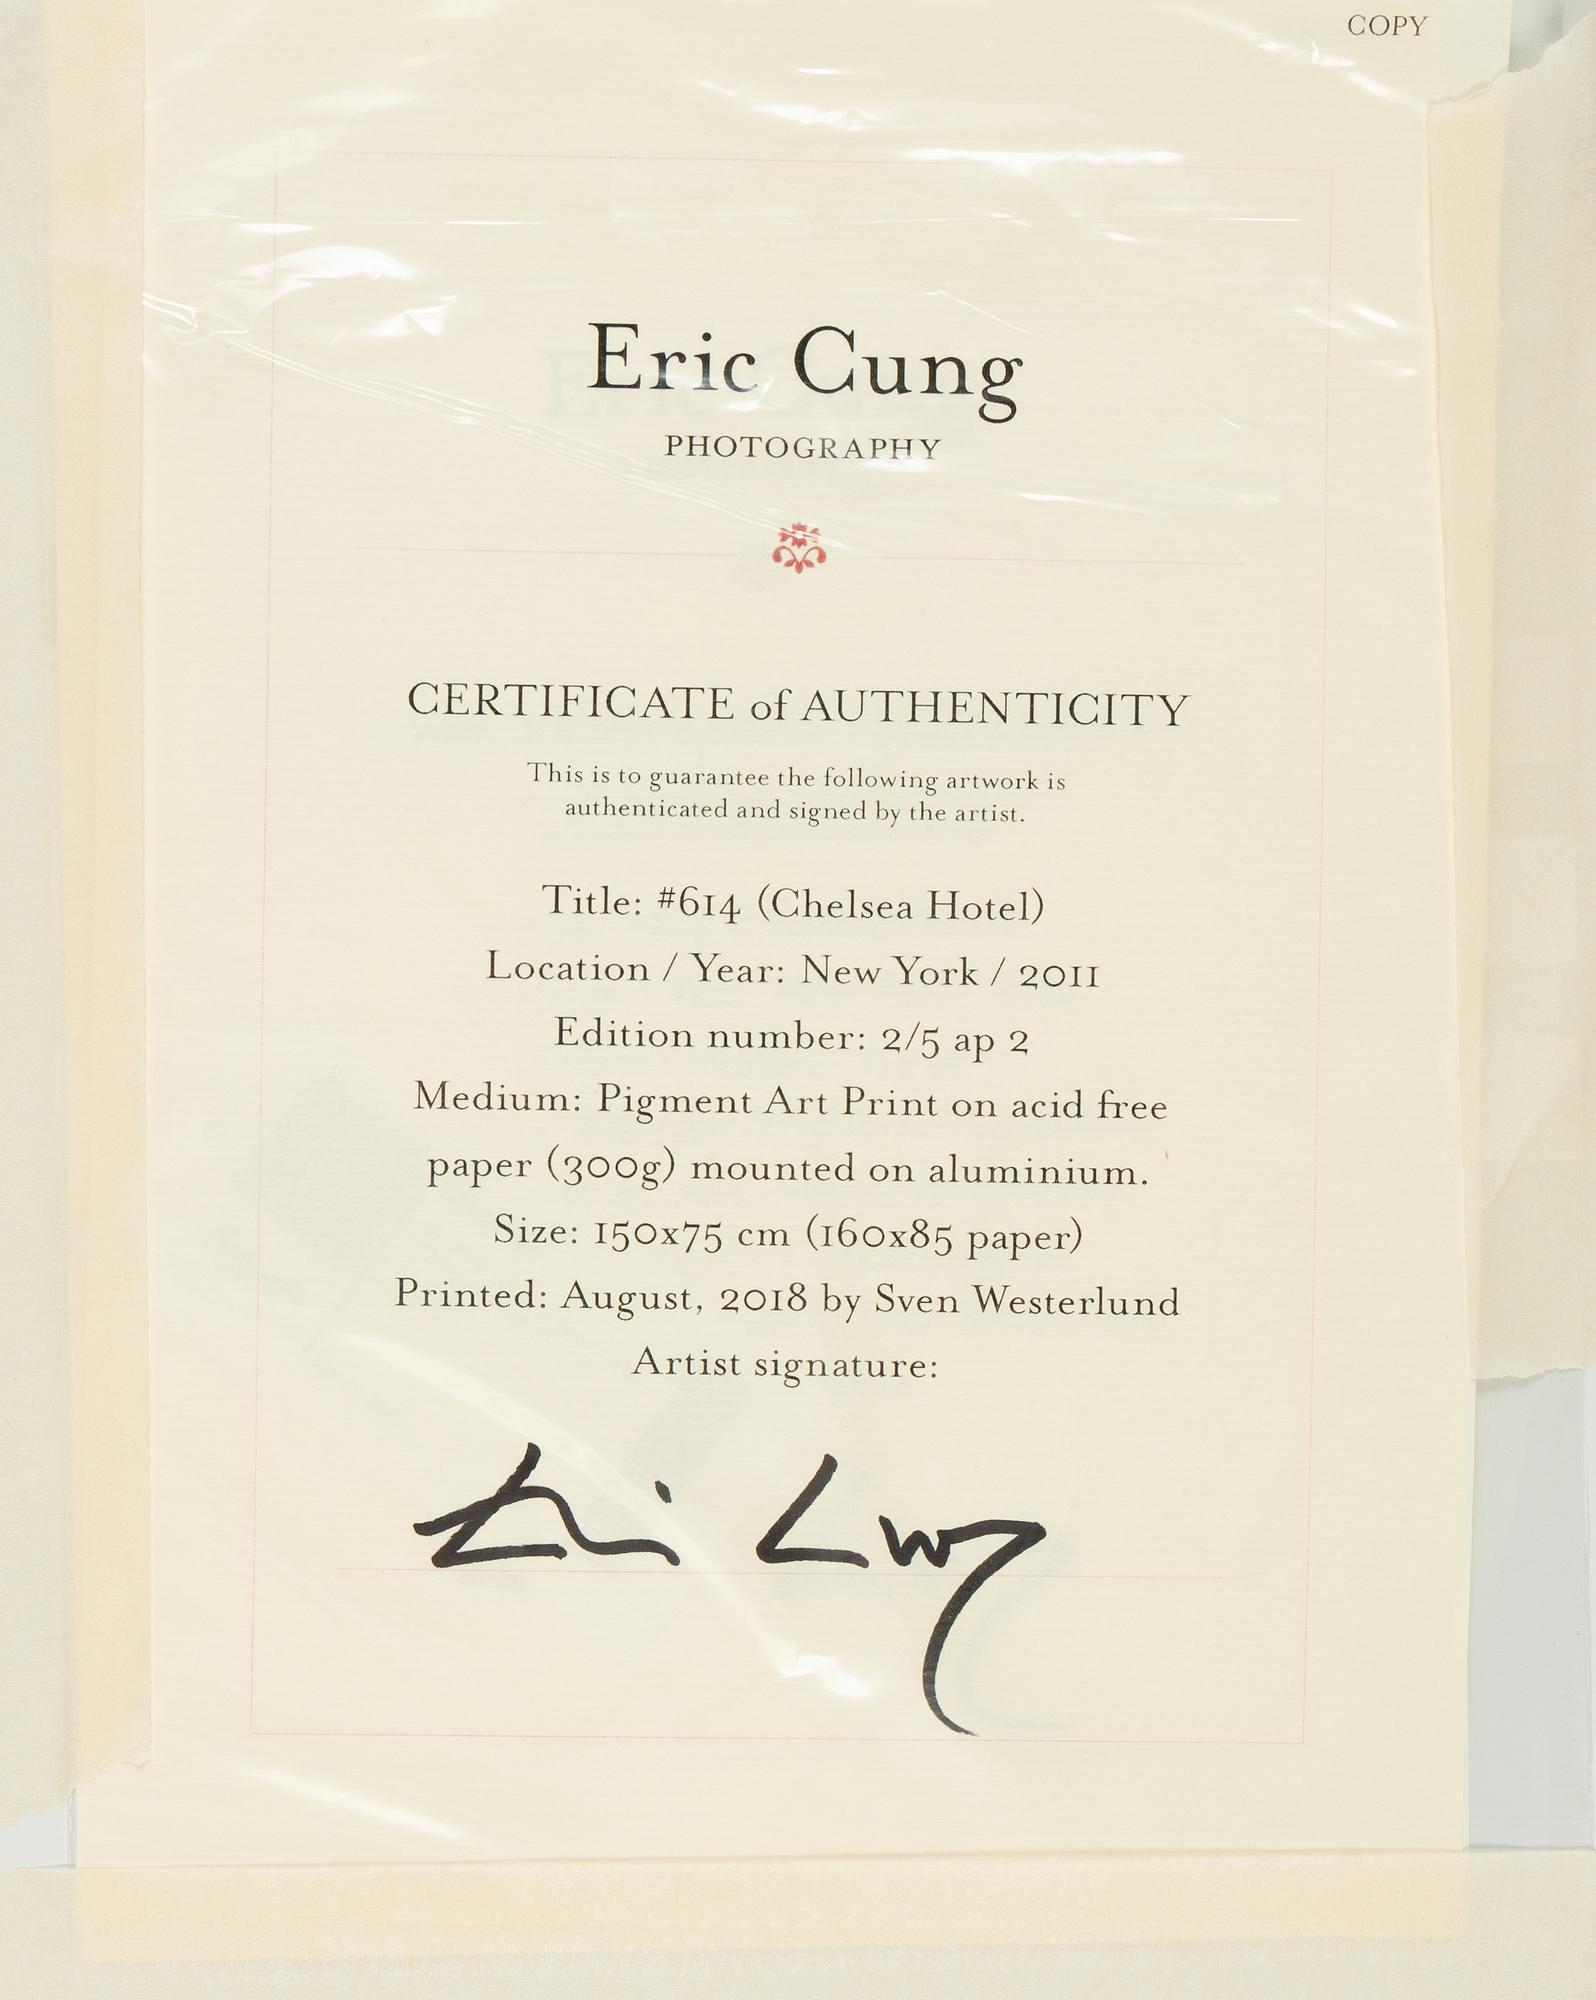 COPY
Eric Cung
PHOTOGRAPHY
CERTIFICATE of AUTHENTICITY
This is to guarantee the following artwork is
authenticated and signed by the artist.
Title: #614 (Chelsea Hotel)
Location / Year: New York / 2011
Edition number: 2/5 ap 2
Medium: Pigment Art Print on acid free
paper (300g) mounted on aluminium.
Size: 150x75 cm (160x85 paper)
Printed: August, 2018 by Sven Westerlund
Artist signature:
Eric Cung